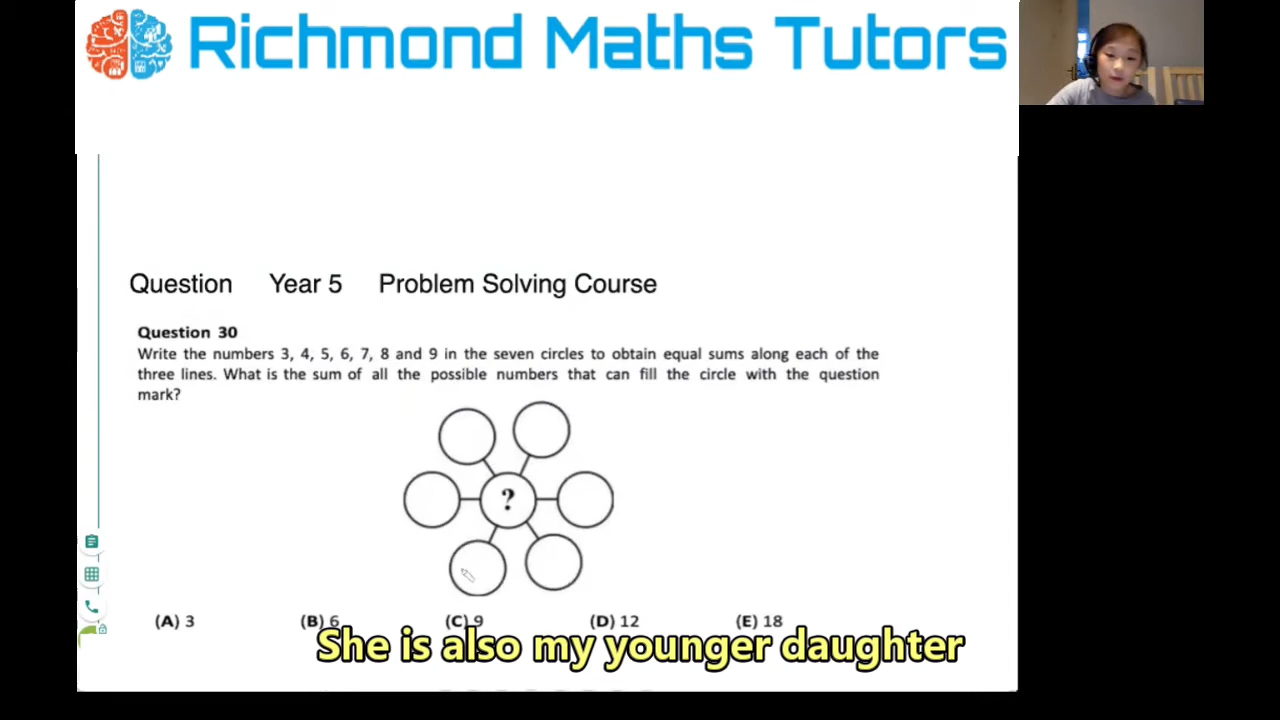 Richmond Maths Tutors
Question Year 5 Problem Solving Course
Question 30
Write the numbers 3, 4, 5, 6, 7, 8 and 9 in the seven circles to obtain equal sums along each of the
three lines. What is the sum of all the possible numbers that can fill the circle with the question
mark?
?
(A) 3 (B) 6 (C) 9 (D) 12 (E) 18
She is also my younger daughter